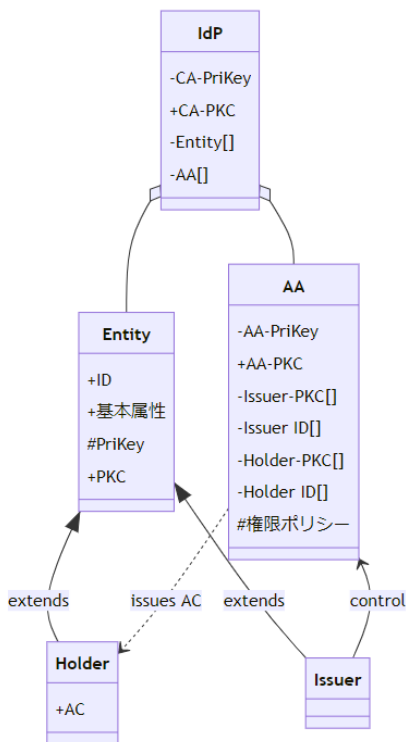 IdP
-CA-PriKey
+CA-PKC
-Entity[]
-AA[]
Entity
+ID
+基本属性
#PriKey
+PKC
AA
-AA-PriKey
+AA-PKC
-Issuer-PKC[]
-Issuer ID[]
-Holder-PKC[]
-Holder ID[]
#権限ポリシー
extends
issues AC
extends
control
Holder
+AC
Issuer